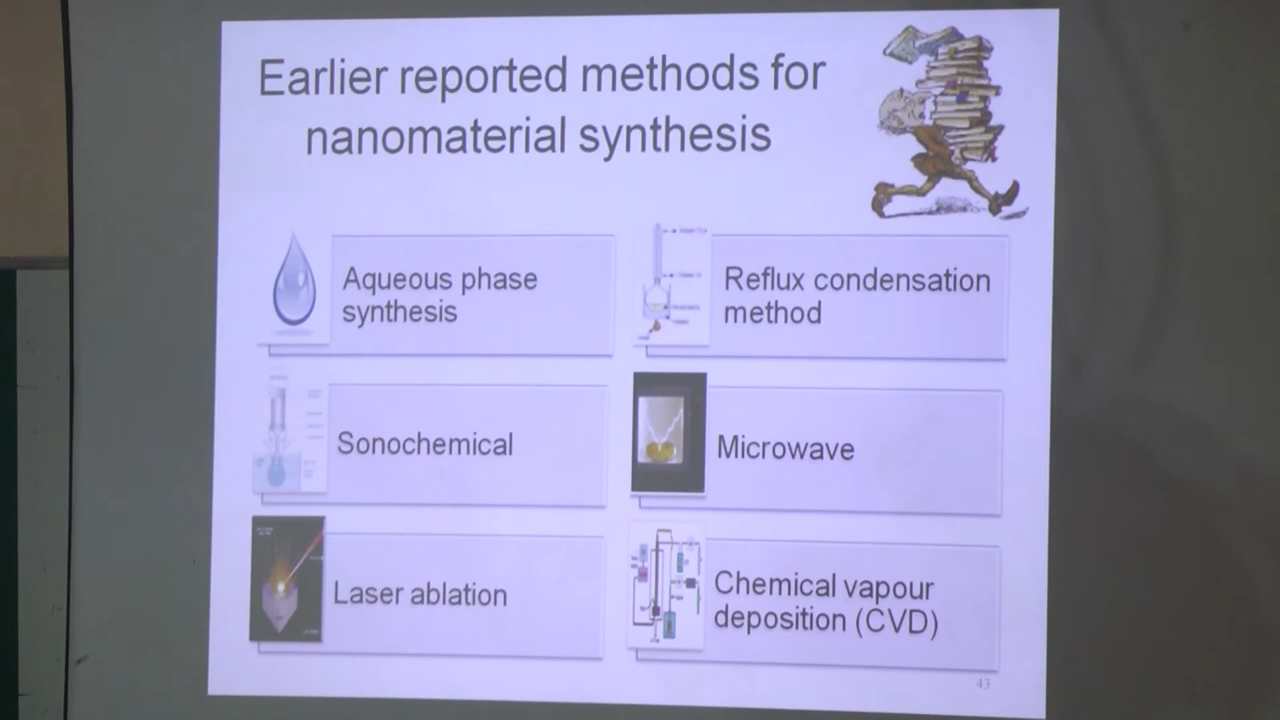 Earlier reported methods for
nanomaterial synthesis
Aqueous phase
synthesis
Reflux condensation
method
Sonochemical
Microwave
Laser ablation
Chemical vapour
deposition (CVD)
43